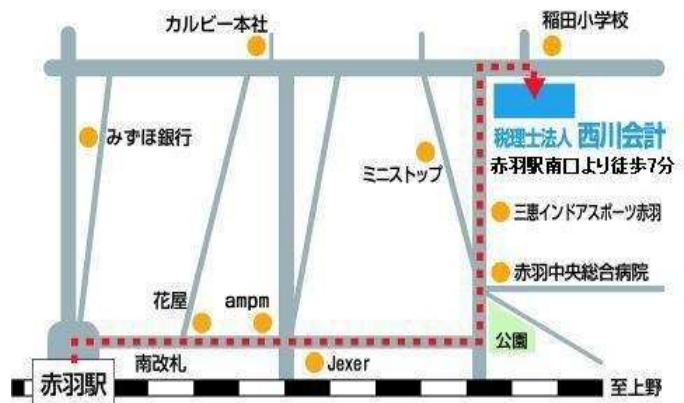 カルビー本社
稲田小学校
みずほ銀行
税理士法人 西川会計
赤羽駅南口より徒歩7分
ミニストップ
三恵インドアスポーツ赤羽
赤羽中央総合病院
花屋
ampm
公園
南改札
Jexer
赤羽駅
至上野